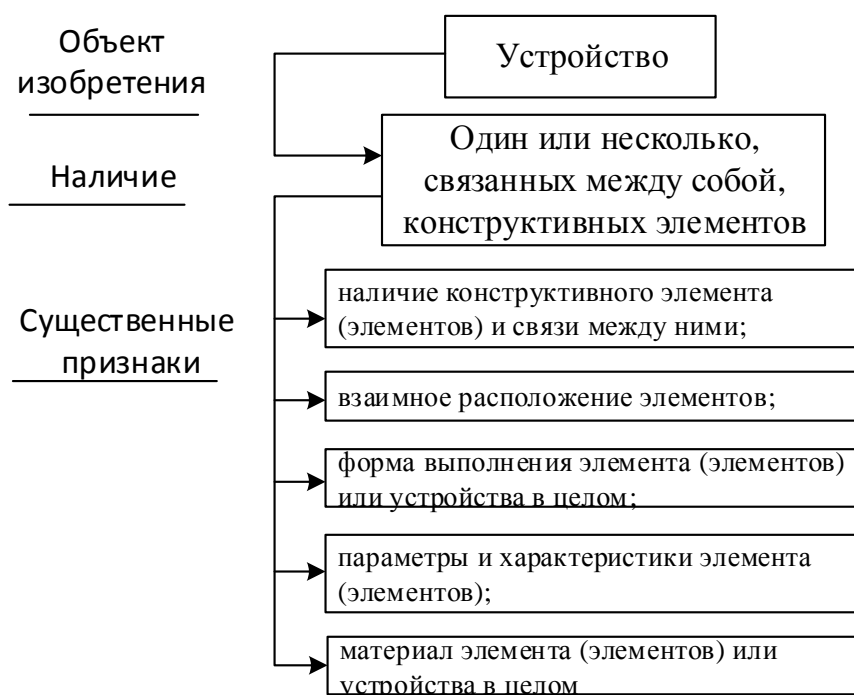 Объект
изобретения
Устройство
Наличие
Один или несколько,
связанных между собой,
конструктивных элементов
Существенные
признаки
наличие конструктивного элемента
(элементов) и связи между ними;
взаимное расположение элементов;
форма выполнения элемента (элементов)
или устройства в целом;
параметры и характеристики элемента
(элементов);
материал элемента (элементов) или
устройства в целом